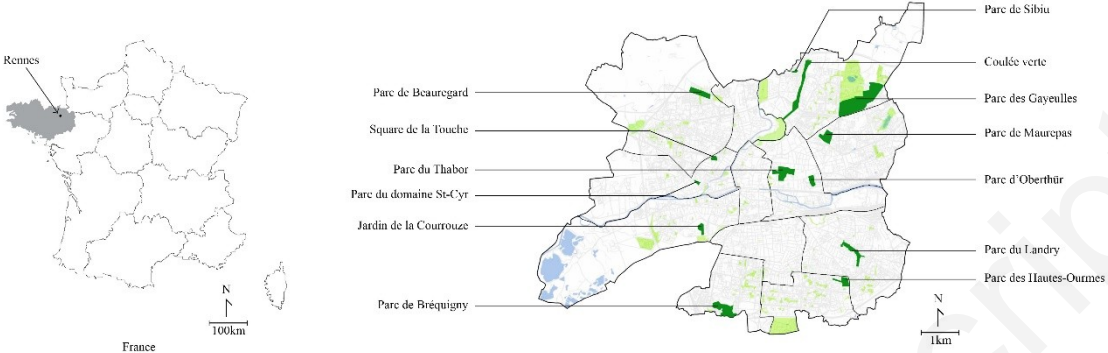 Rennes
N
100km
France
Parc de Beauregard
Square de la Touche
Parc du Thabor
Parc du domaine St-Cyr
Jardin de la Courrouze
Parc de Bréquigny
Parc de Sibiu
Coulée verte
Parc des Gayeulles
Parc de Maurepas
Parc d'Oberthür
Parc du Landry
Parc des Hautes-Ourmes
N
1km